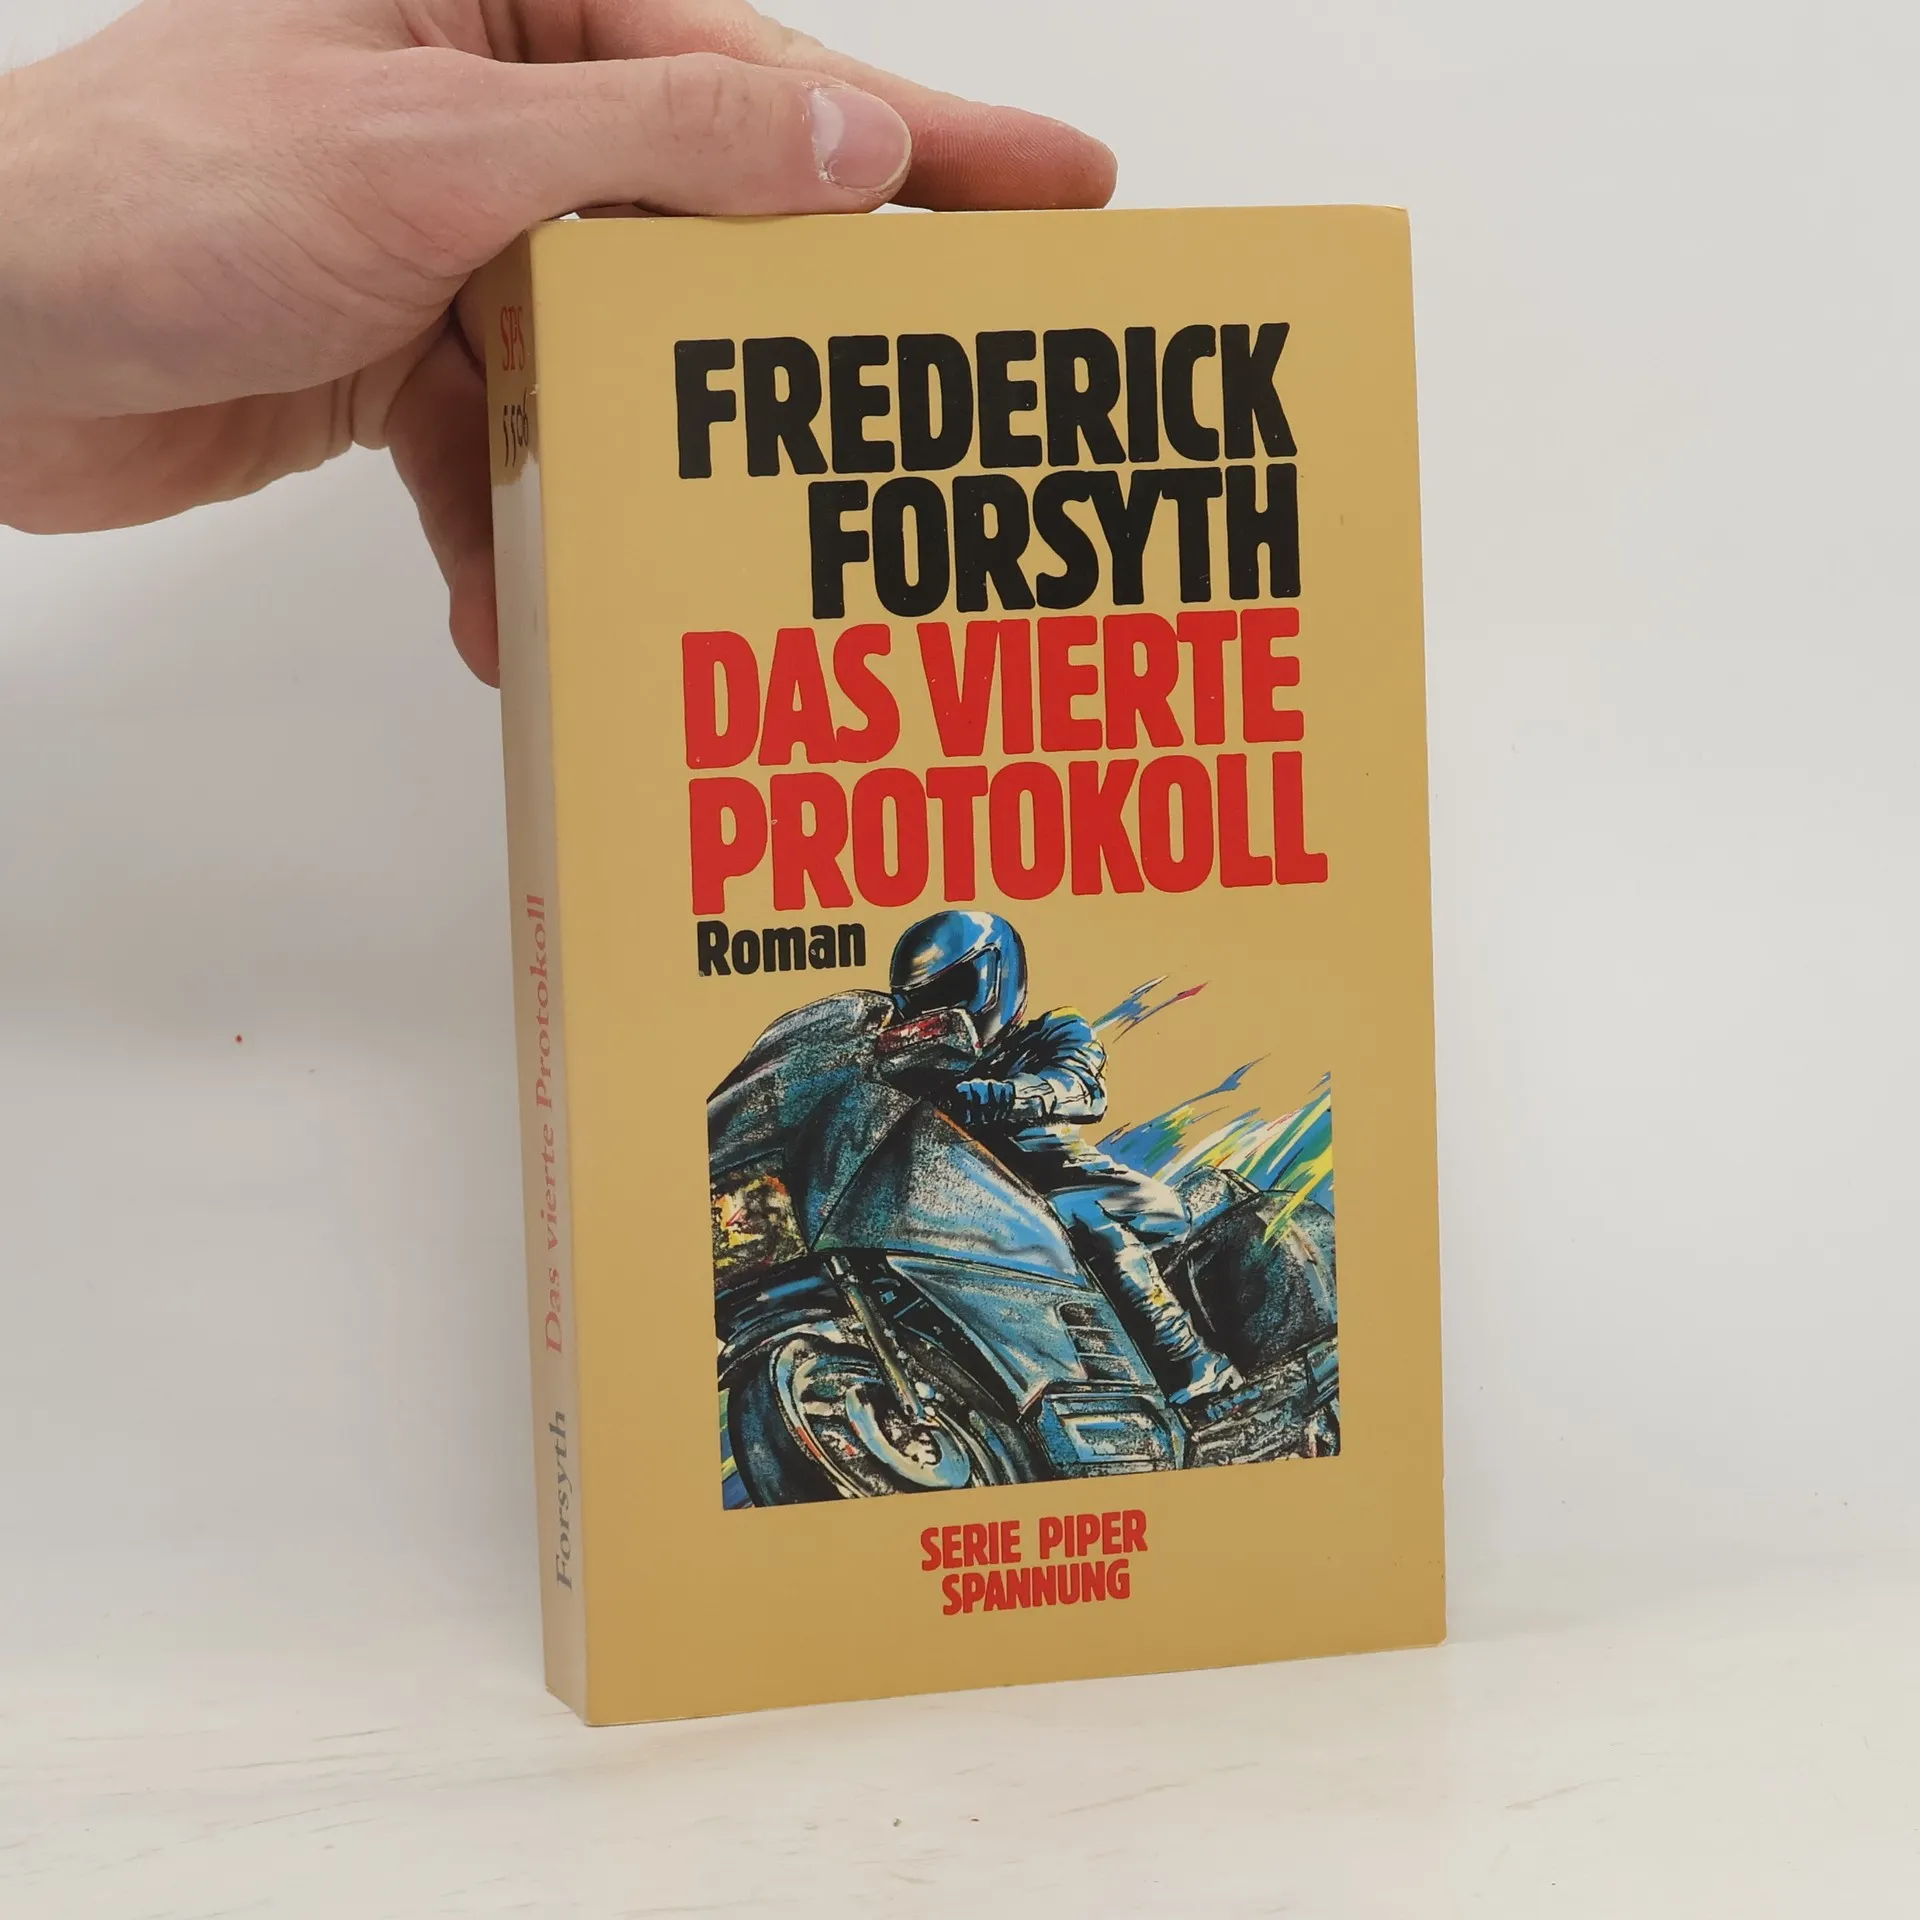 FREDERICK
FORSYTH
DAS VIERTE
PROTOKOLL
Roman
SERIE PIPER
SPANNUNG
Forsyth Das vierte Protokoll
SPS